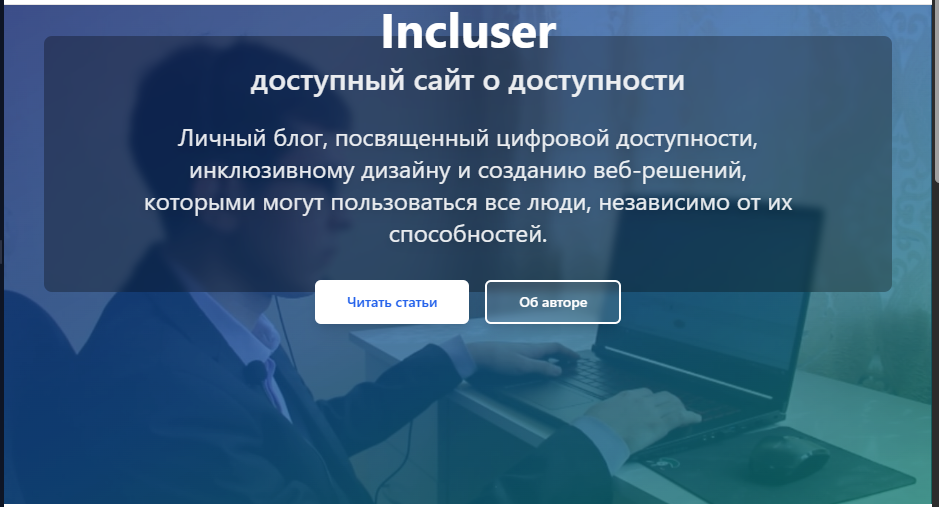 Incluser
доступный сайт о доступности
Личный блог, посвященный цифровой доступности,
инклюзивному дизайну и созданию веб-решений,
которыми могут пользоваться все люди, независимо от их
способностей.
Читать статьи
Об авторе